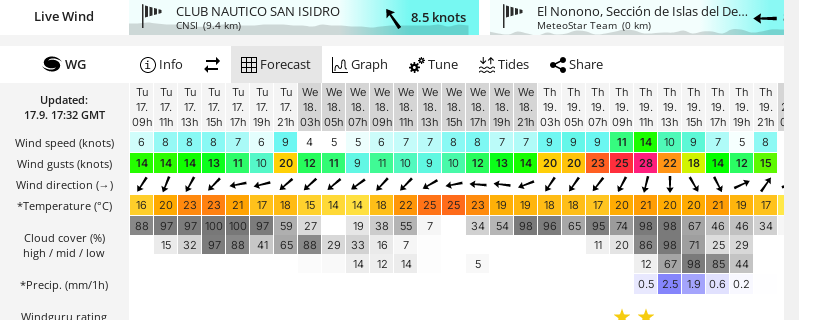 Live Wind
CLUB NAUTICO SAN ISIDRO
CNSI (9.4 km)
8.5 knots
El Nonono, Sección de Islas del De...
MeteoStar Team (0 km)
WG
Info
Forecast
Graph
Tune
Tides
Share
Updated:
17.9. 17:32 GMT
Tu Tu Tu Tu Tu Tu Tu We We We We We We We We We We Th Th Th Th Th Th Th Th Th Th
17. 17. 17. 17. 17. 17. 17. 18. 18. 18. 18. 18. 18. 18. 18. 18. 18. 19. 19. 19. 19. 19. 19. 19. 19. 19. 19.
09h 11h 13h 15h 17h 19h 21h 03h 05h 07h 09h 11h 13h 15h 17h 19h 21h 03h 05h 07h 09h 11h 13h 15h 17h 19h 21h
Wind speed (knots) 6 8 8 8 7 6 9 4 5 5 6 7 7 8 8 7 7 9 9 9 11 14 10 9 7 5 8
Wind gusts (knots) 14 14 14 13 11 10 20 12 11 9 11 10 9 10 12 13 14 20 20 23 25 28 22 18 14 12 15
Wind direction (→)
*Temperature (°C) 16 20 23 23 21 17 18 15 14 14 18 22 25 25 23 19 19 18 18 17 20 21 20 20 21 19 17
Cloud cover (%)
high / mid / low
88 97 97 100 100 97 59 27 19 38 55 7 34 54 98 96 65 95 74 98 98 67 46 46 34
15 32 97 88 41 65 88 29 33 16 7 11 20 86 98 71 25 29
14 12 14 5 12 67 98 85 44
*Precip. (mm/1h) 0.5 2.5 1.9 0.6 0.2
Windguru rating